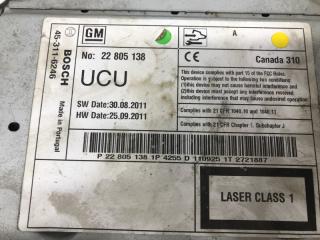 GM
A
BOSCH
45-311-6246
Made in Portugal
No: 22 805 138
CE
Canada 310
UCU
This device complies with part 15 of the FCC Rules.
Operation is subject to the following two conditions:
(1)this device may not cause harmful interference and
(2)this device must accept any interference received,
including interference that may cause undesired operation.
SW Date:30.08.2011
HW Date:25.09.2011
Complies with 21 CFR 1040.10 and 1040.11
Complies with 21 CFR Chapter 1, Subchapter J
P 22 805 138 1P 4255 D 110925 1T 2721887
LASER CLASS 1